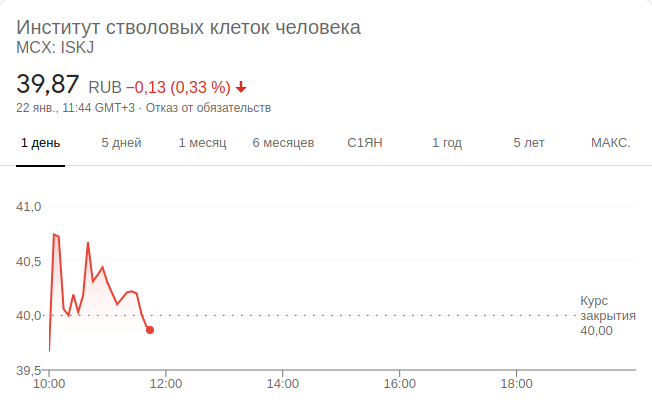 Институт стволовых клеток человека
MCX: ISKJ
39,87 RUB −0,13 (0,33 %)
22 янв., 11:44 GMT+3 · Отказ от обязательств
1 день 5 дней 1 месяц 6 месяцев С1ЯН 1 год 5 лет МАКС.
41,0
40,5
40,0
39,5
Курс
закрытия
40,00
10:00 12:00 14:00 16:00 18:00